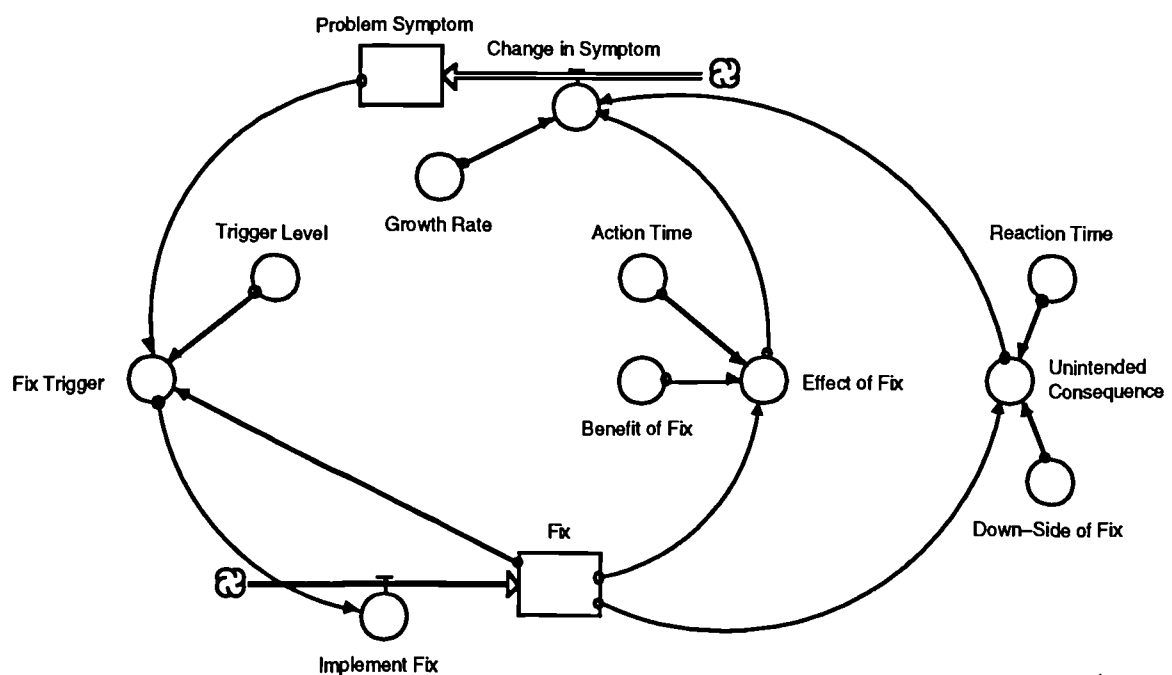 Problem Symptom
Change in Symptom
Growth Rate
Trigger Level
Action Time
Reaction Time
Fix Trigger
Effect of Fix
Unintended
Consequence
Benefit of Fix
Fix
Down–Side of Fix
Implement Fix